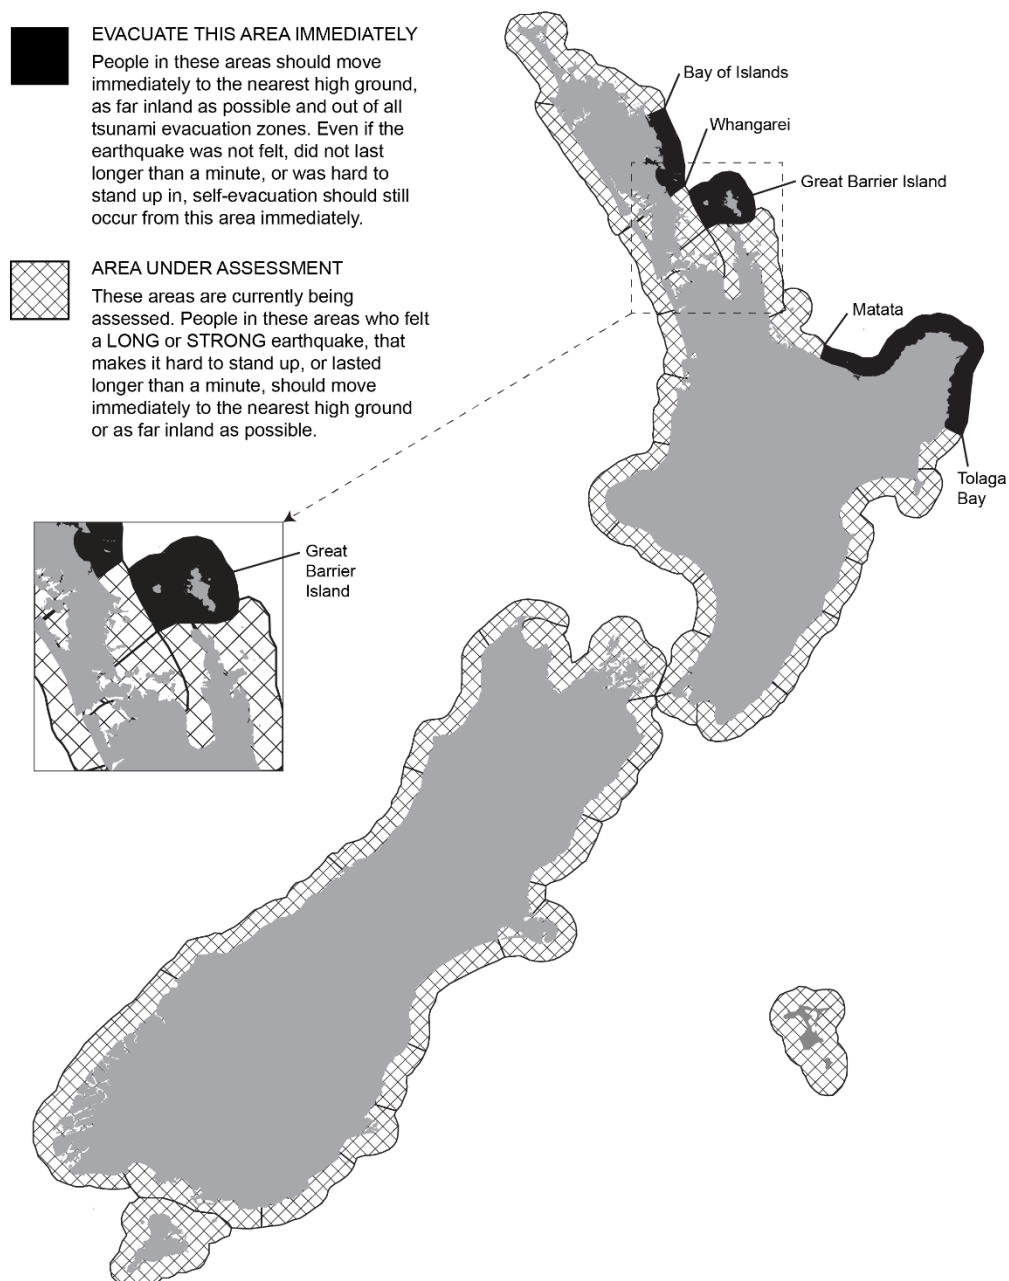 EVACUATE THIS AREA IMMEDIATELY
People in these areas should move
immediately to the nearest high ground,
as far inland as possible and out of all
tsunami evacuation zones. Even if the
earthquake was not felt, did not last
longer than a minute, or was hard to
stand up in, self-evacuation should still
occur from this area immediately.
AREA UNDER ASSESSMENT
These areas are currently being
assessed. People in these areas who felt
a LONG or STRONG earthquake, that
makes it hard to stand up, or lasted
longer than a minute, should move
immediately to the nearest high ground
or as far inland as possible.
Bay of Islands
Whangarei
Great Barrier Island
Matata
Tolaga
Bay
Great
Barrier
Island